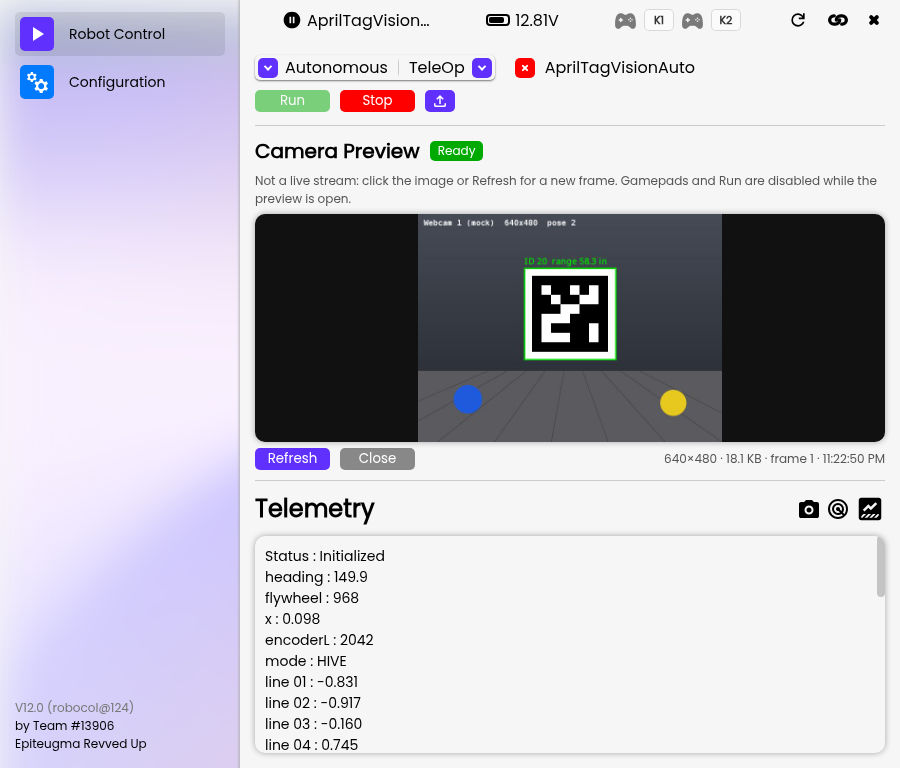 Robot Control
Configuration
AprilTagVision...
12.81V
K1
K2
Autonomous
TeleOp
AprilTagVisionAuto
Run
Stop
Camera Preview
Ready
Not a live stream: click the image or Refresh for a new frame. Gamepads and Run are disabled while the
preview is open.
Webcam 1 (mock) 640x480 pose 2
ID 20 range 58.3 in
Refresh
Close
640×480 · 18.1 KB · frame 1 · 11:22:50 PM
Telemetry
Status : Initialized
heading : 149.9
flywheel : 968
x : 0.098
encoderL : 2042
mode : HIVE
line 01 : -0.831
line 02 : -0.917
line 03 : -0.160
line 04 : 0.745
V12.0 (robocol@124)
by Team #13906
Epiteugma Revved Up